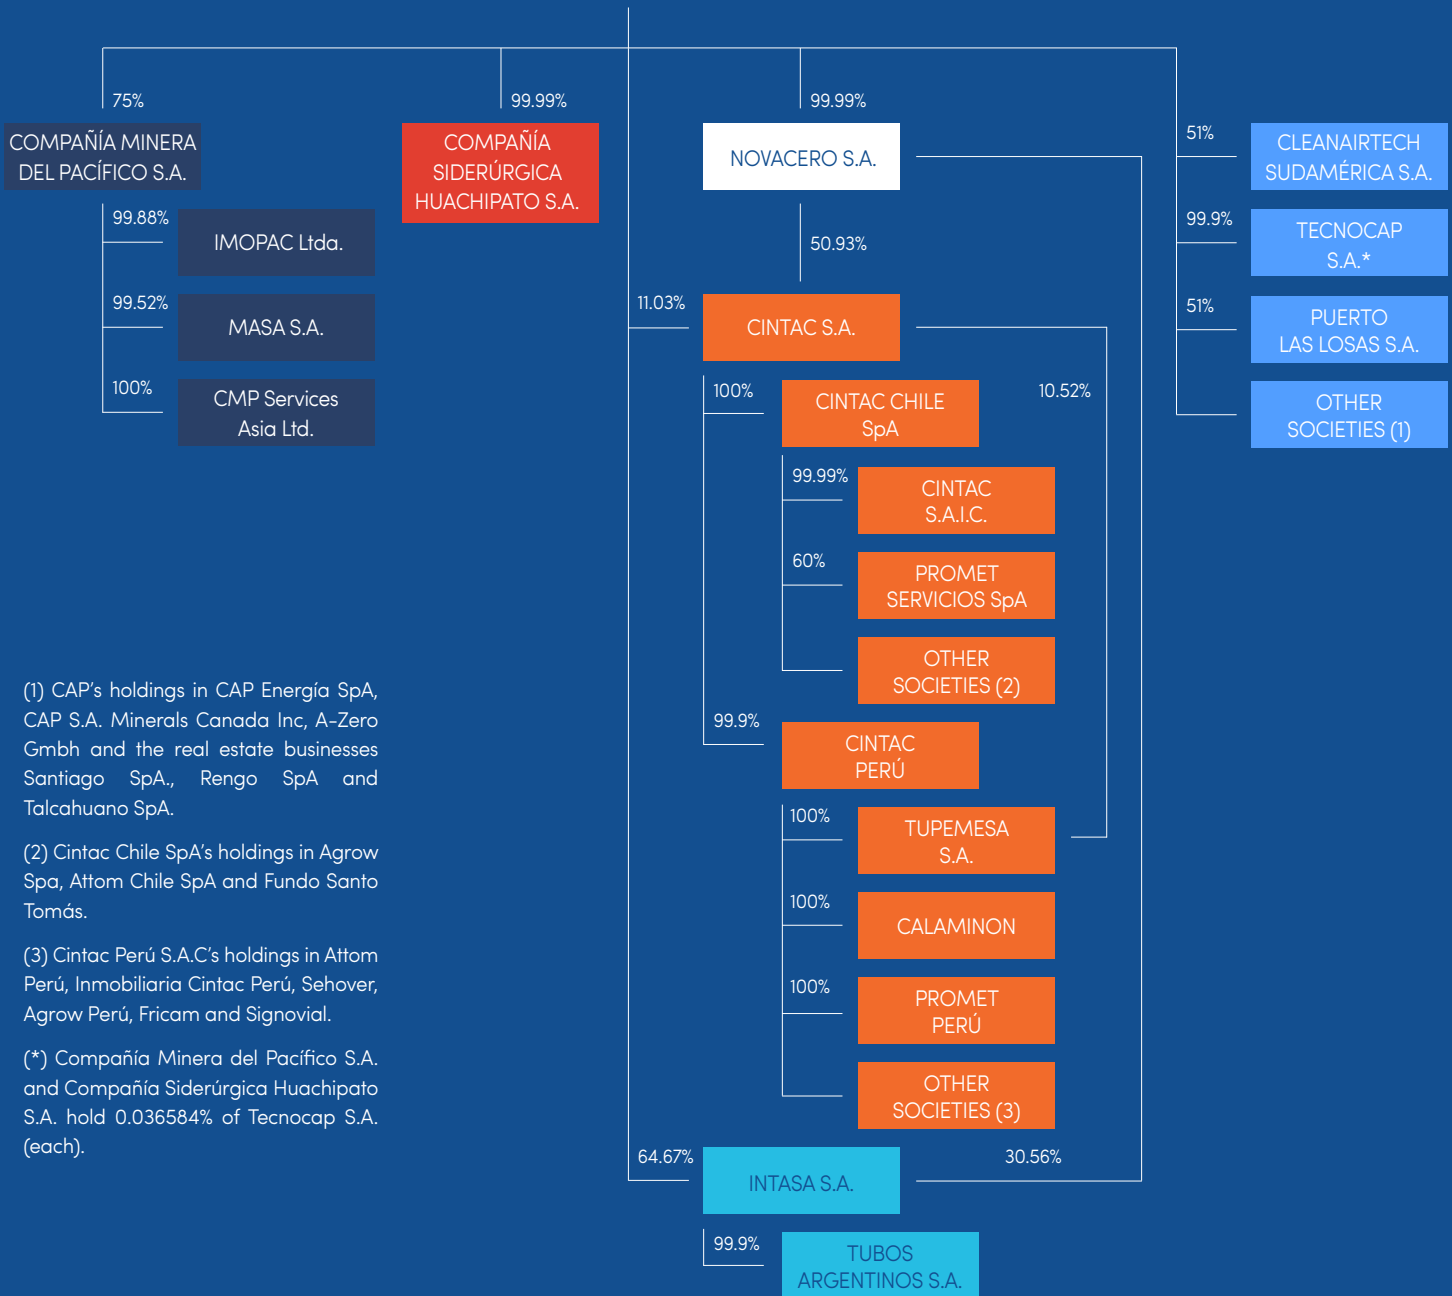 75%
99.99%
99.99%
COMPAÑÍA MINERA
DEL PACÍFICO S.A.
COMPAÑÍA
SIDERÚRGICA
HUACHIPATO S.A.
NOVACERO S.A.
51%
CLEANAIRTECH
SUDAMÉRICA S.A.
99.88%
IMOPAC Ltda.
50.93%
99.9%
TECNOCAP
S.A.*
99.52%
MASA S.A.
11.03%
CINTAC S.A.
51%
PUERTO
LAS LOSAS S.A.
100%
CMP Services
Asia Ltd.
100%
CINTAC CHILE
SpA
10.52%
OTHER
SOCIETIES (1)
99.99%
CINTAC
S.A.I.C.
60%
PROMET
SERVICIOS SpA
OTHER
SOCIETIES (2)
99.9%
CINTAC
PERÚ
100%
TUPEMESA
S.A.
100%
CALAMINON
100%
PROMET
PERÚ
OTHER
SOCIETIES (3)
64.67%
INTASA S.A.
30.56%
99.9%
TUBOS
ARGENTINOS S.A.
(1) CAP's holdings in CAP Energía SpA,
CAP S.A. Minerals Canada Inc, A-Zero
Gmbh and the real estate businesses
Santiago SpA., Rengo SpA and
Talcahuano SpA.
(2) Cintac Chile SpA's holdings in Agrow
Spa, Attom Chile SpA and Fundo Santo
Tomás.
(3) Cintac Perú S.A.C's holdings in Attom
Perú, Inmobiliaria Cintac Perú, Sehover,
Agrow Perú, Fricam and Signovial.
(*) Compañía Minera del Pacífico S.A.
and Compañía Siderúrgica Huachipato
S.A. hold 0.036584% of Tecnocap S.A.
(each).